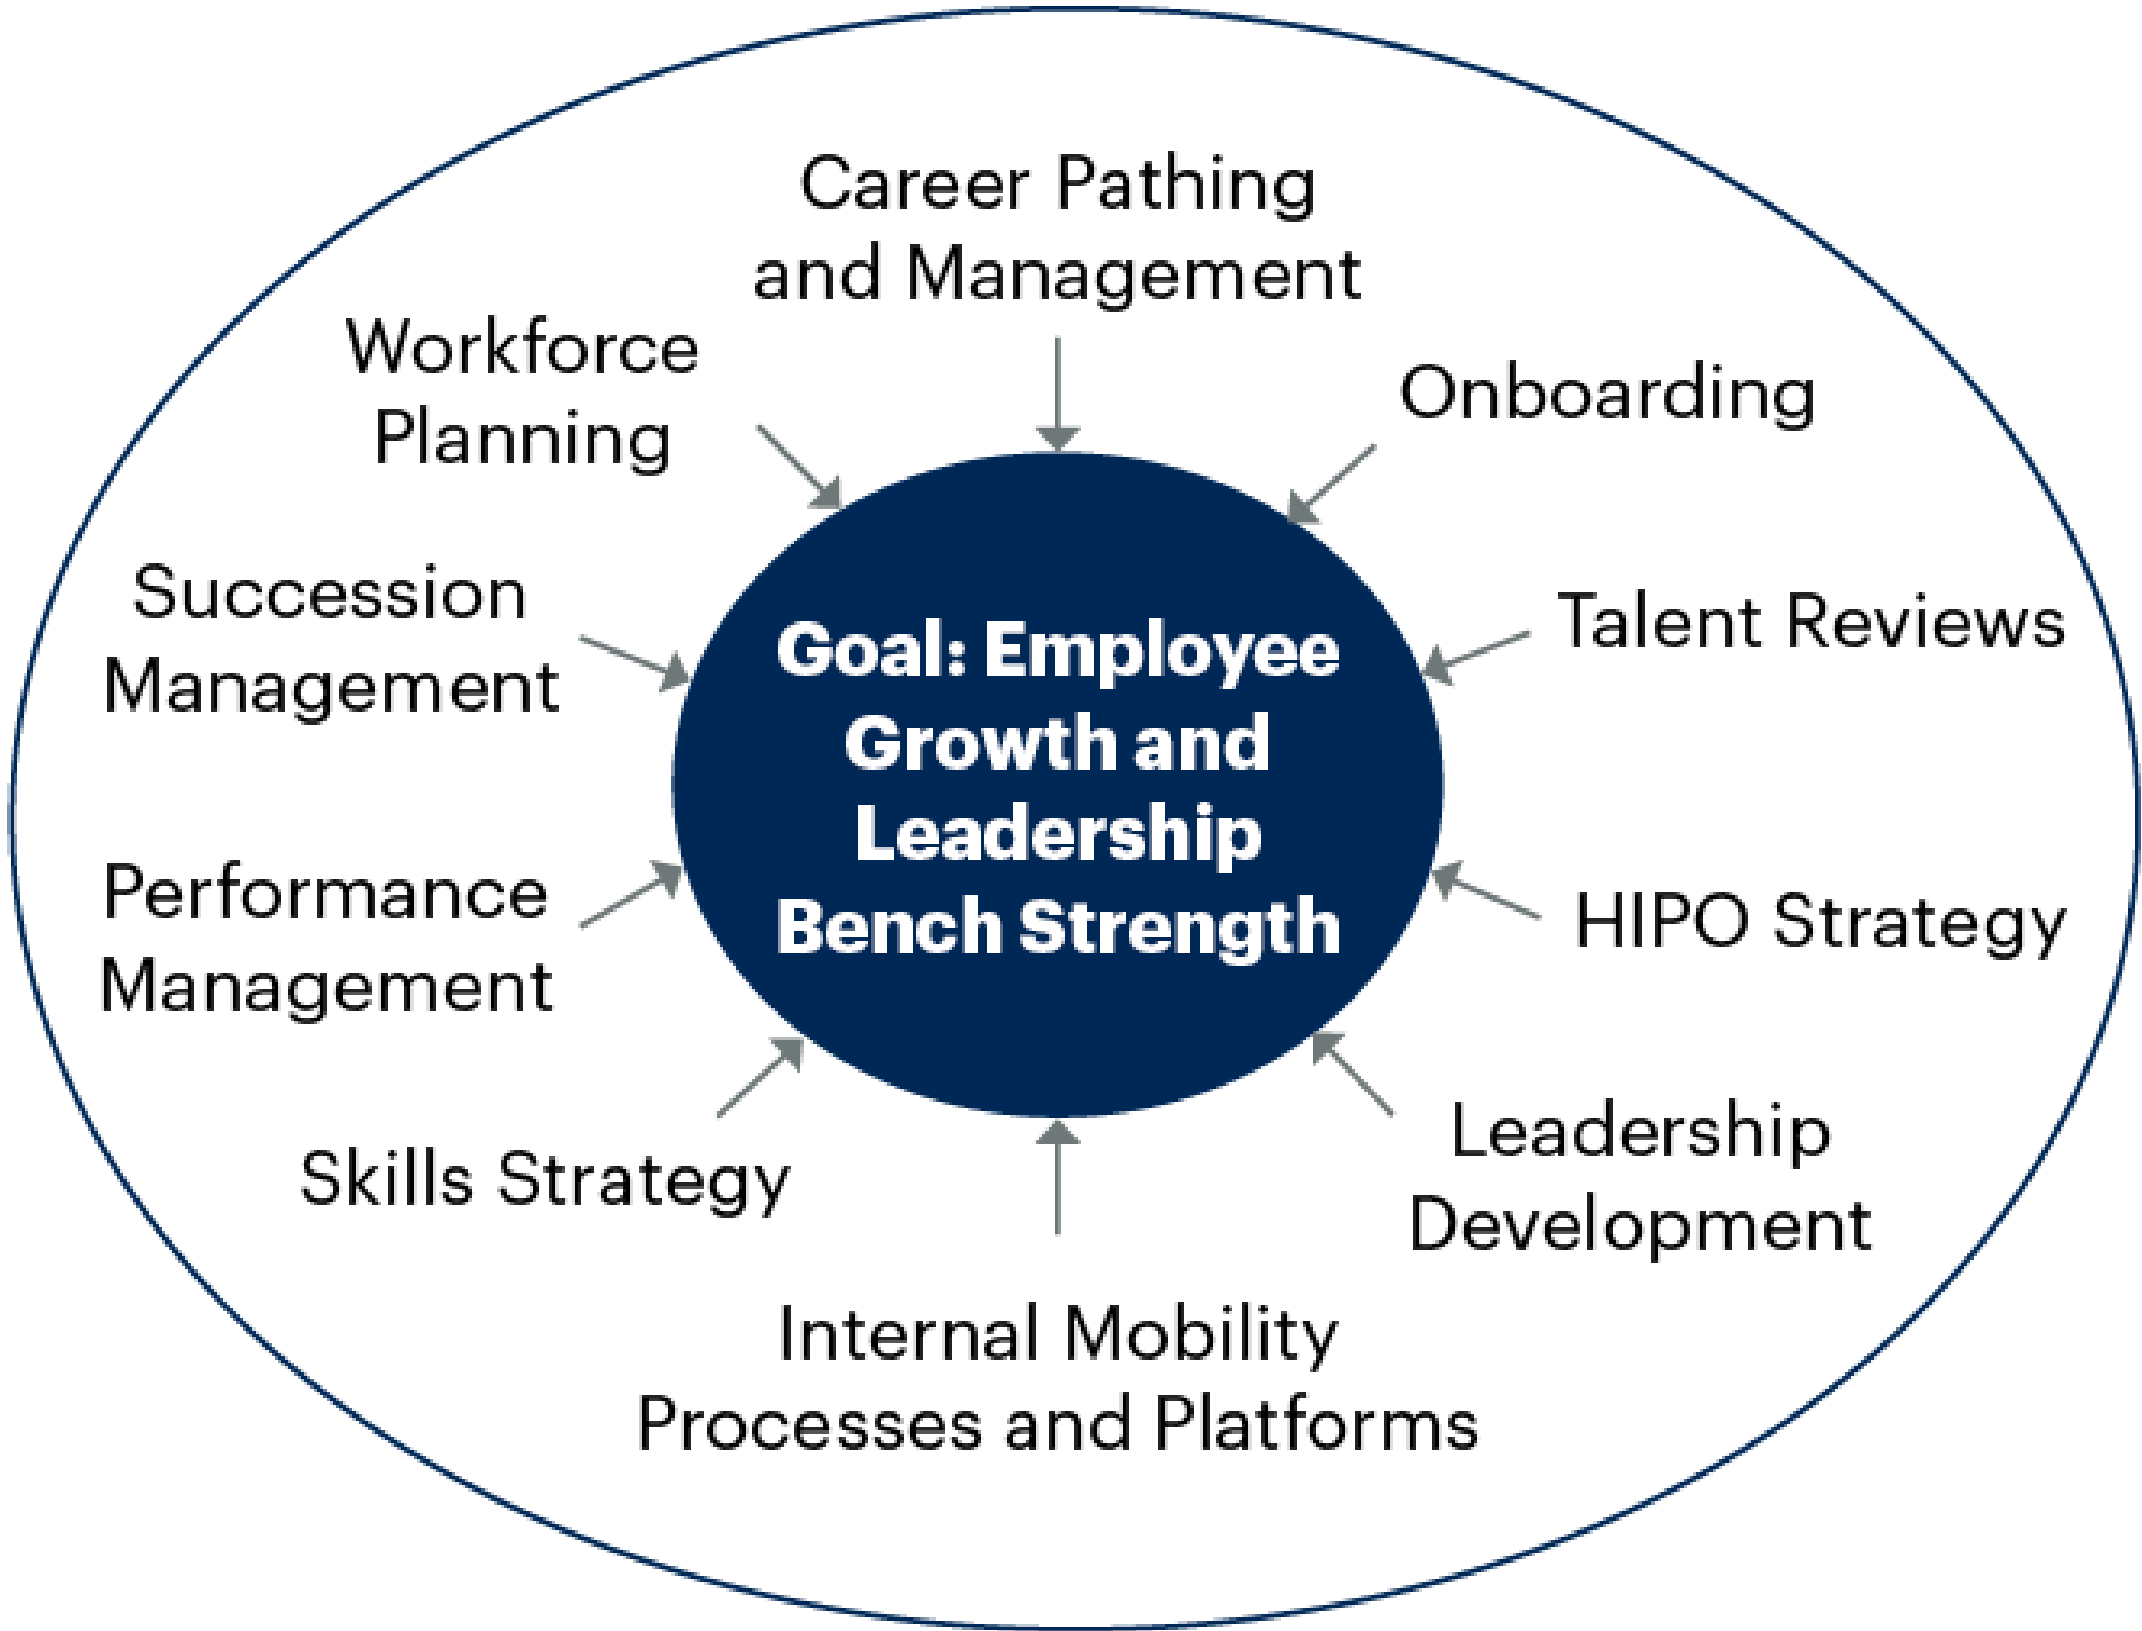 Career Pathing
and Management
Workforce
Planning
Onboarding
Succession
Management
Talent Reviews
Goal: Employee
Growth and
Leadership
Bench Strength
Performance
Management
HIPO Strategy
Skills Strategy
Leadership
Development
Internal Mobility
Processes and Platforms